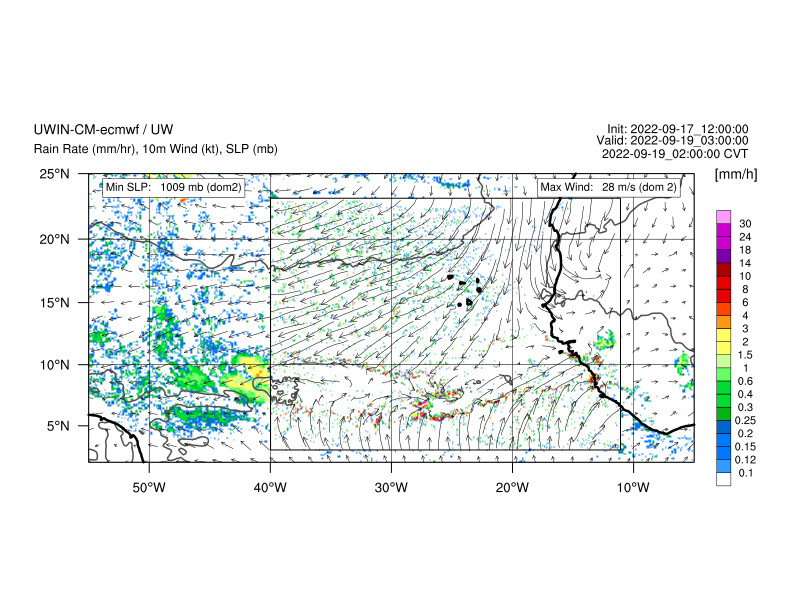 UWIN-CM-ecmwf / UW
Init: 2022-09-17_12:00:00
Valid: 2022-09-19_03:00:00
Rain Rate (mm/hr), 10m Wind (kt), SLP (mb)
2022-09-19_02:00:00 CVT
[mm/h]
Min SLP: 1009 mb (dom2)
Max Wind: 28 m/s (dom 2)
25°N
20°N
15°N
10°N
5°N
50°W
40°W
30°W
20°W
10°W
30
24
18
14
10
8
6
4
3
2
1.5
1
0.6
0.4
0.3
0.25
0.2
0.15
0.12
0.1